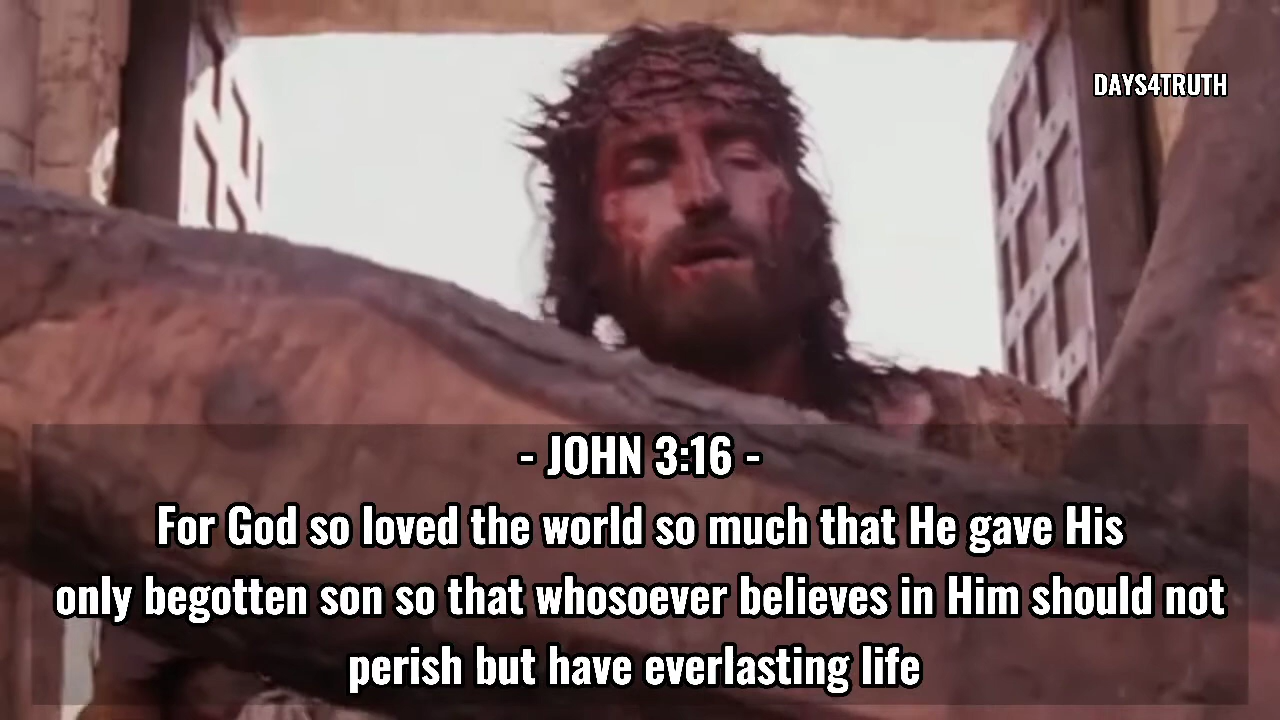 DAYS4TRUTH
- JOHN 3:16 -
For God so loved the world so much that He gave His
only begotten son so that whosoever believes in Him should not
perish but have everlasting life